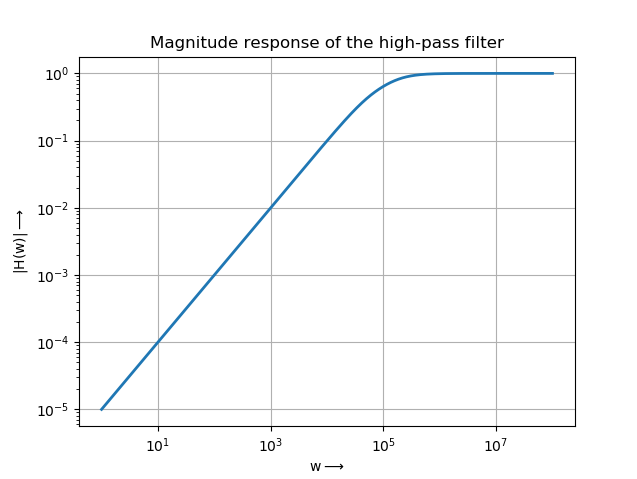 Magnitude response of the high-pass filter
|H(w)|⟶
10⁰
10⁻¹
10⁻²
10⁻³
10⁻⁴
10⁻⁵
10¹ 10³ 10⁵ 10⁷
w⟶